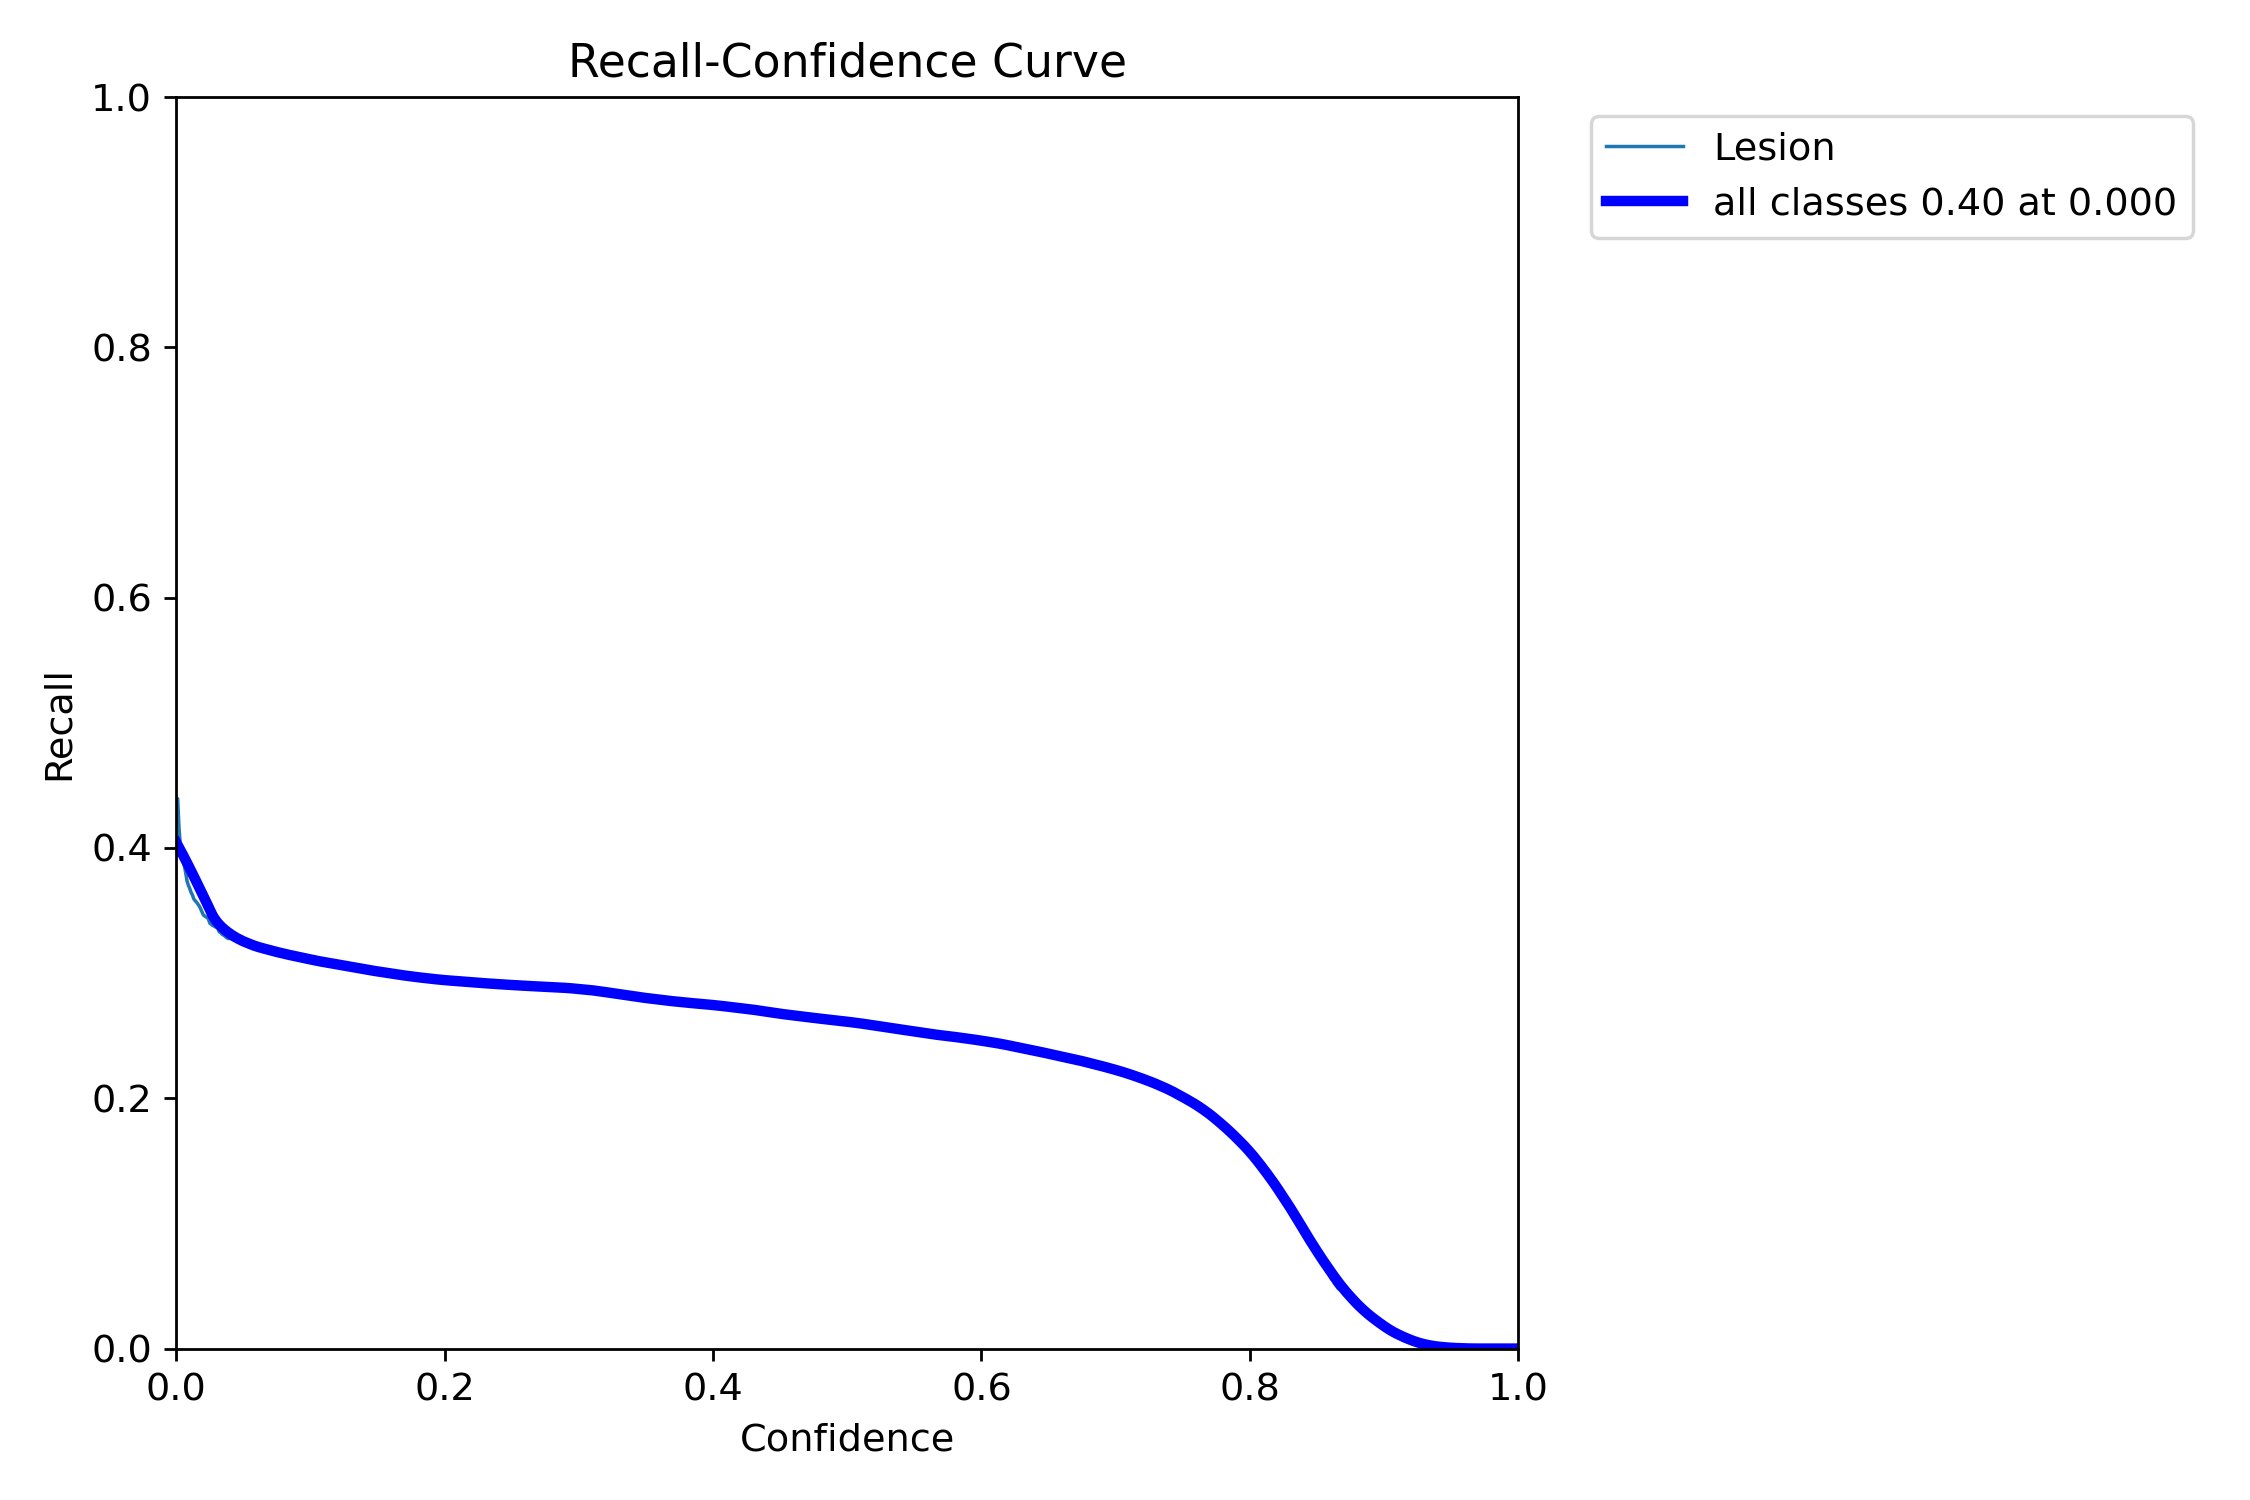 Recall-Confidence Curve
1.0
0.8
0.6
0.4
0.2
0.0
Recall
0.0 0.2 0.4 0.6 0.8 1.0
Confidence
Lesion
all classes 0.40 at 0.000